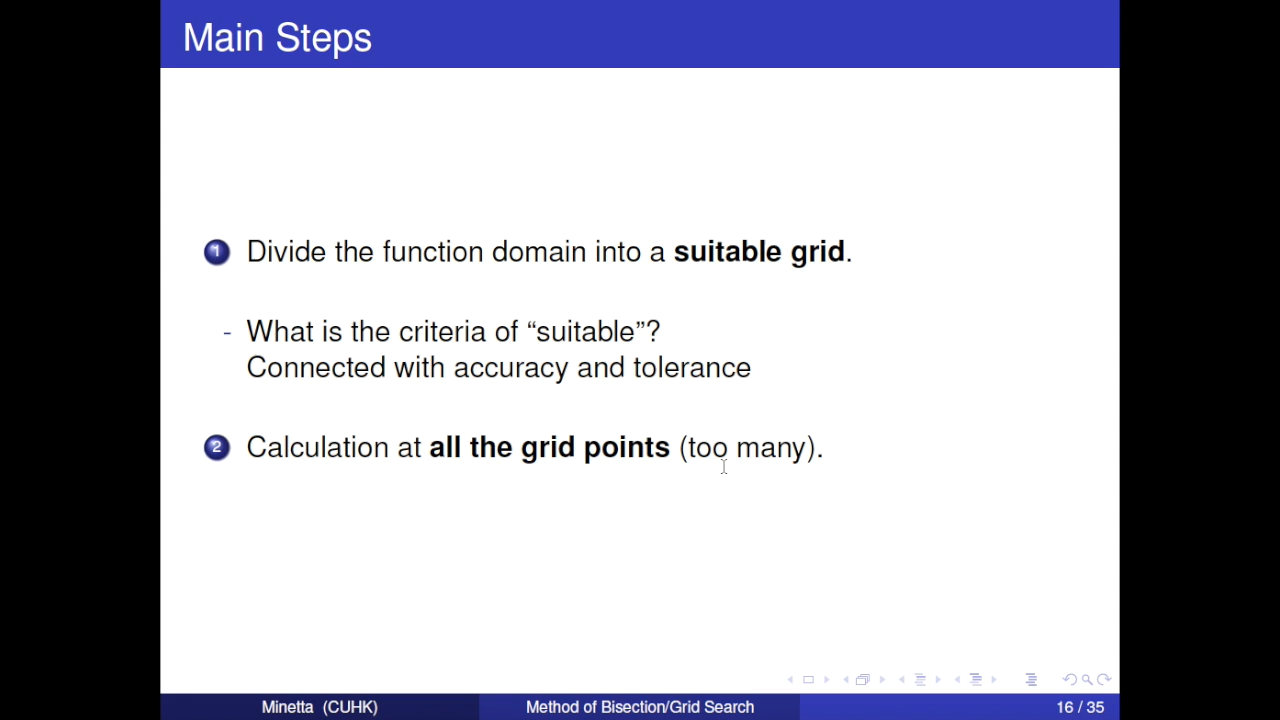 Main Steps
1 Divide the function domain into a suitable grid.
- What is the criteria of “suitable”?
Connected with accuracy and tolerance
2 Calculation at all the grid points (too many).
Minetta (CUHK) Method of Bisection/Grid Search 16 / 35